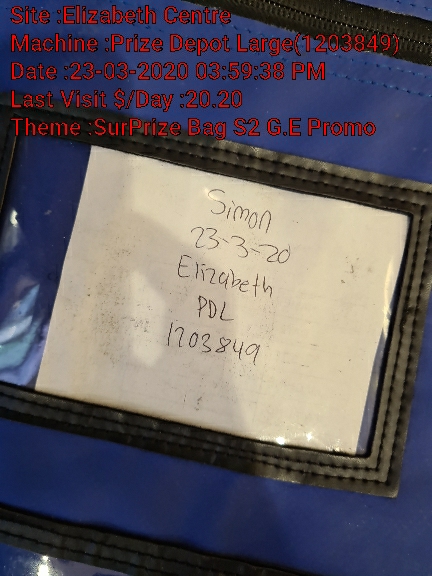 Site :Elizabeth Centre
Machine :Prize Depot Large(1203849)
Date :23-03-2020 03:59:38 PM
Last Visit $/Day :20.20
Theme :SurPrize Bag S2 G.E Promo
Simon
23-3-20
Elizabeth
PDL
1203849